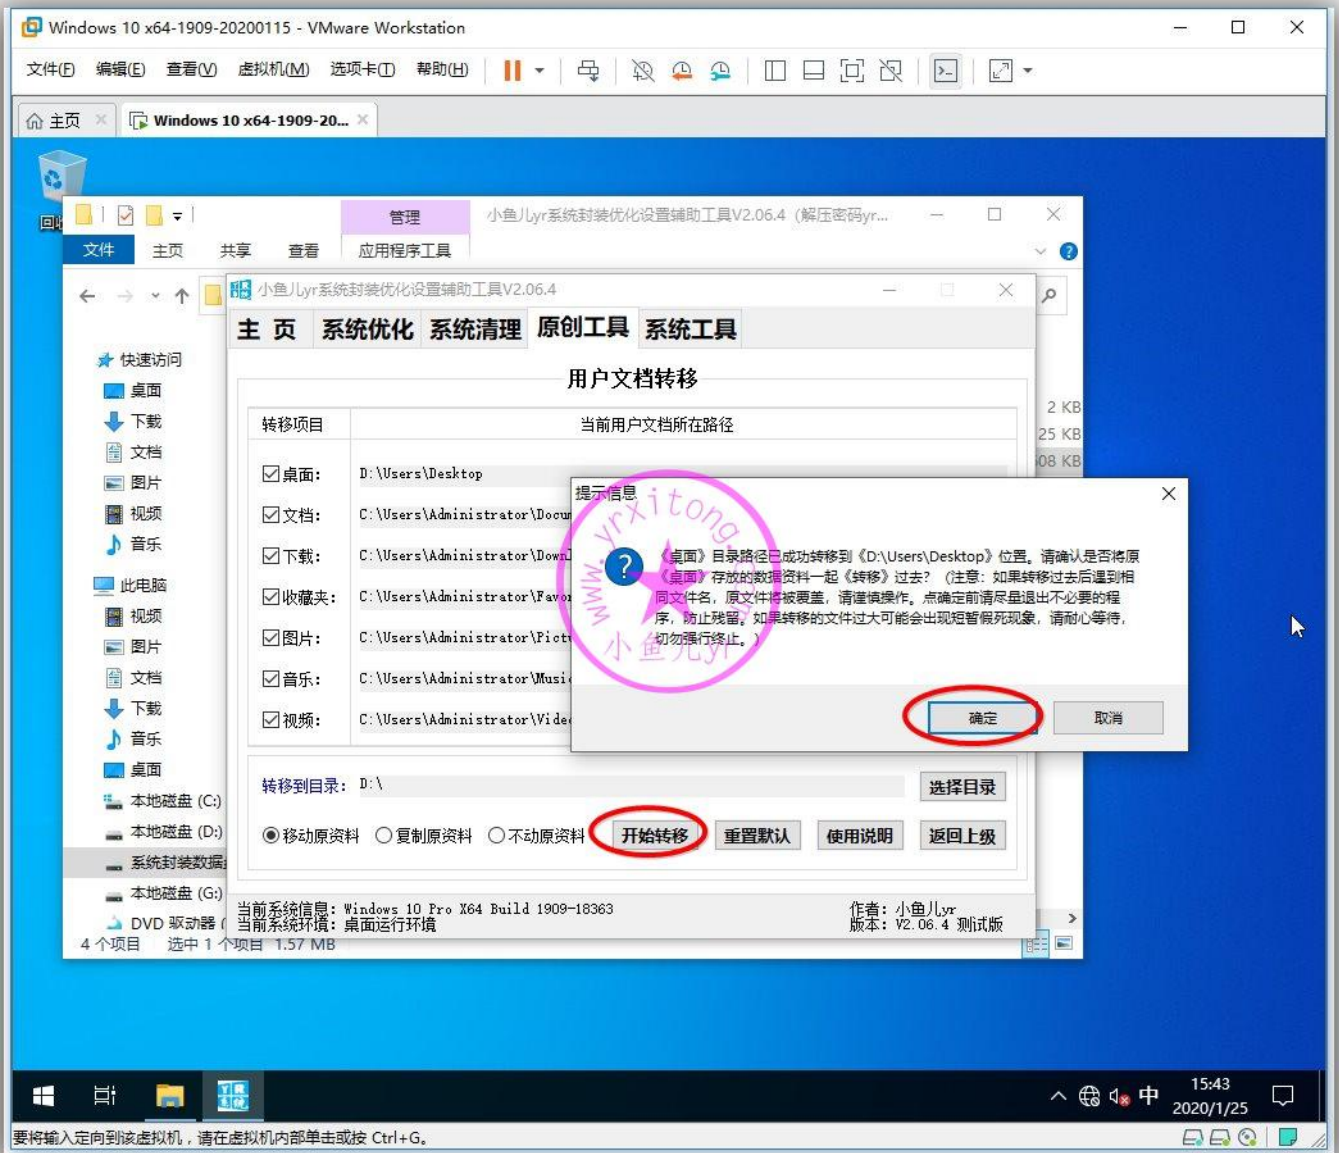 Windows 10 x64-1909-20200115 - VMware Workstation
文件(F) 编辑(E) 查看(V) 虚拟机(M) 选项卡(T) 帮助(H)
主页
Windows 10 x64-1909-20...
管理
小鱼儿yr系统封装优化设置辅助工具V2.06.4（解压密码yr...
文件 主页 共享 查看 应用程序工具
小鱼儿yr系统封装优化设置辅助工具V2.06.4
主 页 系统优化 系统清理 原创工具 系统工具
快速访问
桌面
下载
文档
图片
视频
音乐
此电脑
视频
图片
文档
下载
音乐
桌面
本地磁盘 (C:)
本地磁盘 (D:)
系统封装数据
本地磁盘 (G:)
DVD 驱动器 (
4 个项目 选中 1 个项目 1.57 MB
2 KB
25 KB
08 KB
用户文档转移
转移项目 当前用户文档所在路径
桌面: D:\Users\Desktop
文档: C:\Users\Administrator\Docum
下载: C:\Users\Administrator\Downl
收藏夹: C:\Users\Administrator\Favor
图片: C:\Users\Administrator\Pictu
音乐: C:\Users\Administrator\Music
视频: C:\Users\Administrator\Video
提示信息
《桌面》目录路径已成功转移到《D:\Users\Desktop》位置。请确认是否将原
《桌面》存放的数据资料一起《转移》过去？（注意：如果转移过去后遇到相
同文件名，原文件将被覆盖，请谨慎操作。点确定前请尽量退出不必要的程
序，防止残留。如果转移的文件过大可能会出现短暂假死现象，请耐心等待，
切勿强行终止。）
确定 取消
www.yrxitong.com
小鱼儿yr
转移到目录: D:\ 选择目录
移动原资料 复制原资料 不动原资料 开始转移 重置默认 使用说明 返回上级
当前系统信息: Windows 10 Pro X64 Build 1909-18363
当前系统环境: 桌面运行环境
作者: 小鱼儿yr
版本: V2.06.4 测试版
YR
系统
中
15:43
2020/1/25
要将输入定向到该虚拟机，请在虚拟机内部单击或按 Ctrl+G。